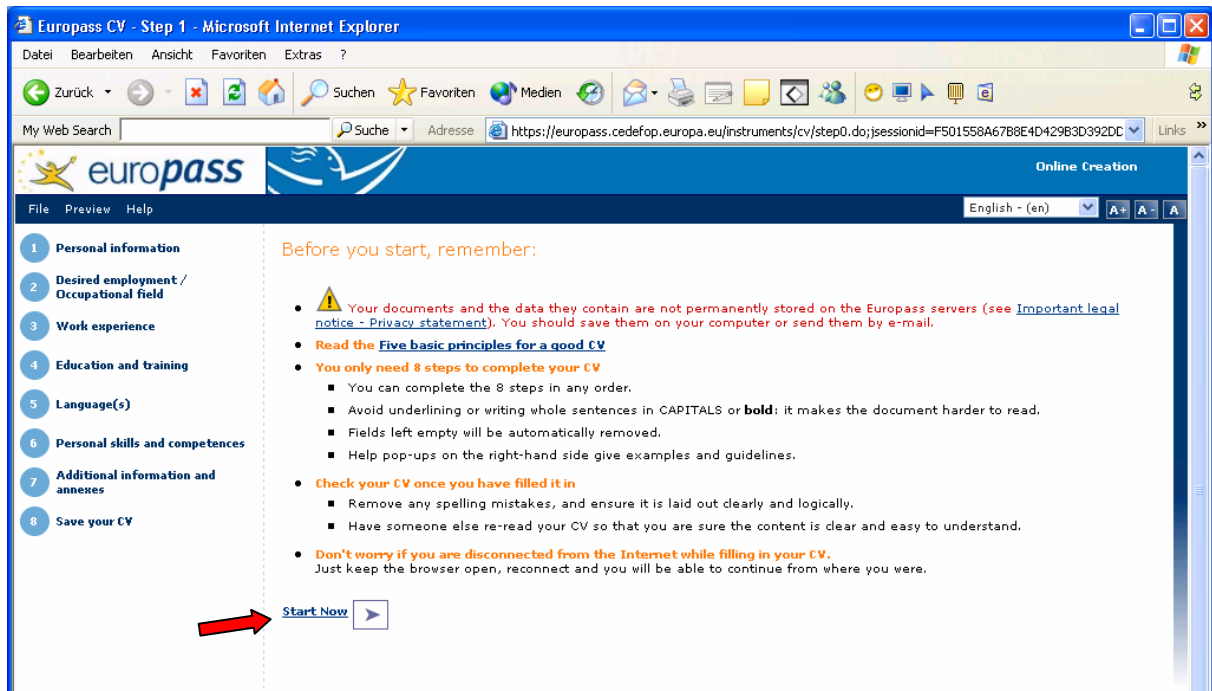 Europass CV - Step 1 - Microsoft Internet Explorer
Datei Bearbeiten Ansicht Favoriten Extras ?
Zurück Suchen Favoriten Medien
My Web Search Suche Adresse https://europass.cedefop.europa.eu/instruments/cv/step0.do;jsessionid=F501558A67B8E4D429B3D392DC Links »
europass Online Creation
File Preview Help English - (en) A+ A- A
1 Personal information
2 Desired employment /
Occupational field
3 Work experience
4 Education and training
5 Language(s)
6 Personal skills and competences
7 Additional information and
annexes
8 Save your CV
Before you start, remember:
Your documents and the data they contain are not permanently stored on the Europass servers (see Important legal
notice - Privacy statement). You should save them on your computer or send them by e-mail.
Read the Five basic principles for a good CV
You only need 8 steps to complete your CV
You can complete the 8 steps in any order.
Avoid underlining or writing whole sentences in CAPITALS or bold: it makes the document harder to read.
Fields left empty will be automatically removed.
Help pop-ups on the right-hand side give examples and guidelines.
Check your CV once you have filled it in
Remove any spelling mistakes, and ensure it is laid out clearly and logically.
Have someone else re-read your CV so that you are sure the content is clear and easy to understand.
Don't worry if you are disconnected from the Internet while filling in your CV.
Just keep the browser open, reconnect and you will be able to continue from where you were.
Start Now